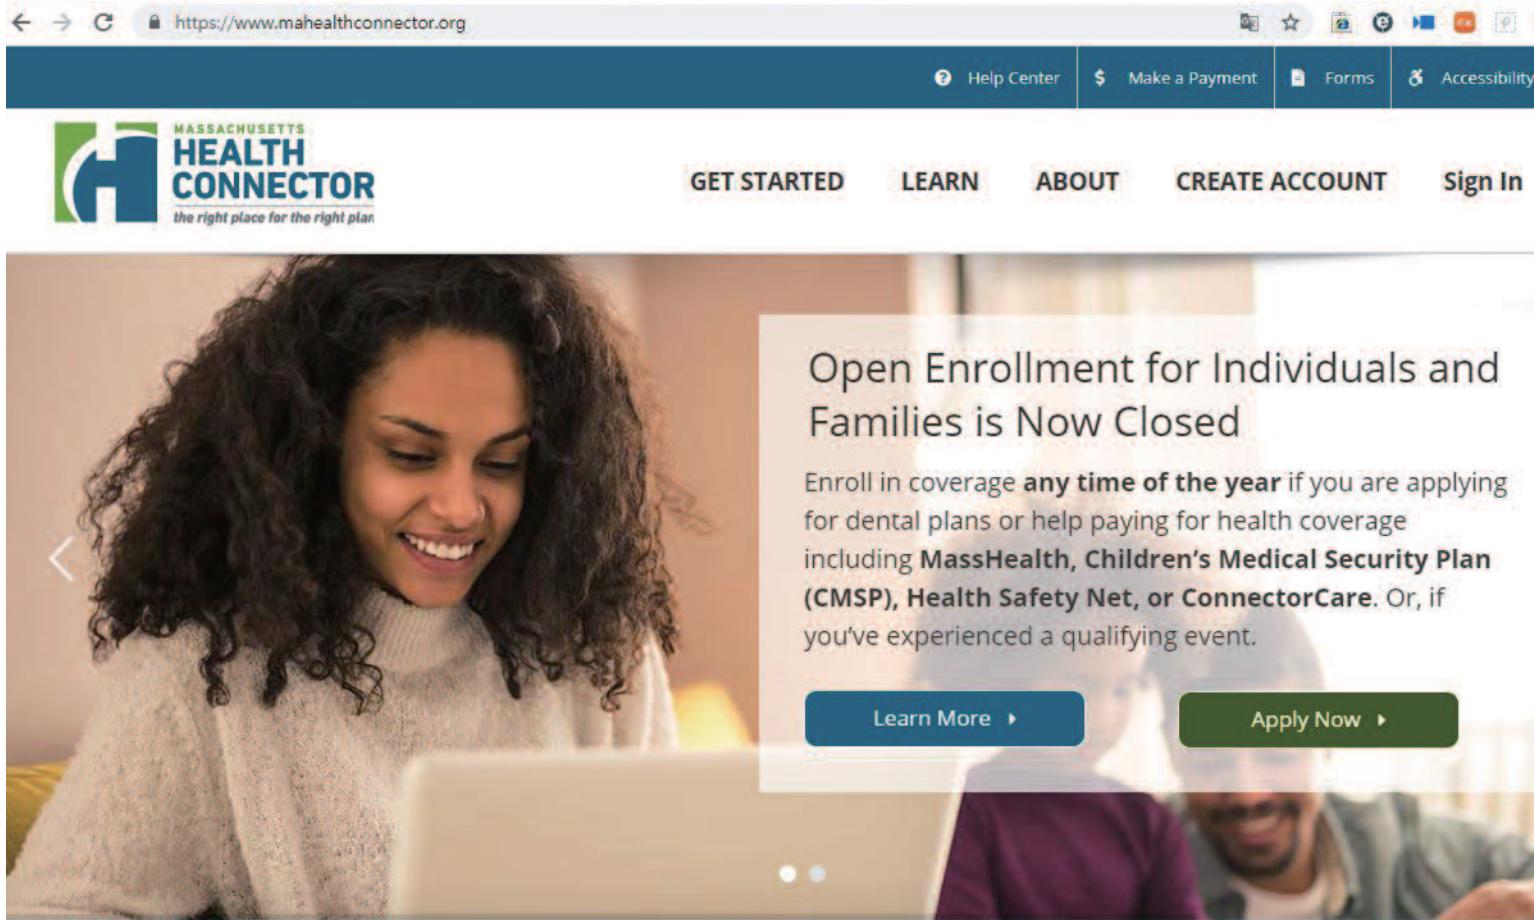 https://www.mahealthconnector.org
Help Center
Make a Payment
Forms
Accessibility
MASSACHUSETTS
HEALTH
CONNECTOR
the right place for the right plan
GET STARTED
LEARN
ABOUT
CREATE ACCOUNT
Sign In
Open Enrollment for Individuals and
Families is Now Closed
Enroll in coverage any time of the year if you are applying
for dental plans or help paying for health coverage
including MassHealth, Children's Medical Security Plan
(CMSP), Health Safety Net, or ConnectorCare. Or, if
you've experienced a qualifying event.
Learn More
Apply Now